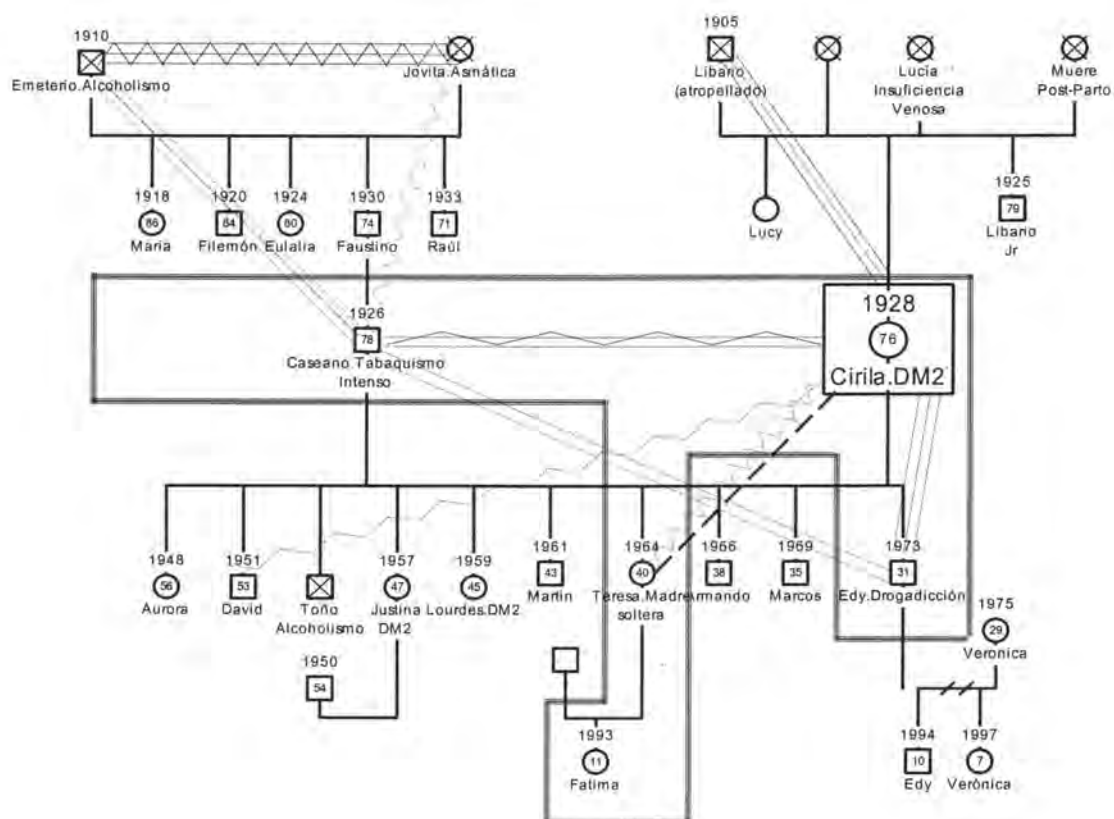 1910
Emeterio.Alcoholismo
Jovita.Asmática
1905
Libano
(atropellado)
Lucía
Insuficiencia
Venosa
Muere
Post-Parto
1918
86
Maria
1920
84
Filemón
1924
80
Eulalia
1930
74
Faustino
1933
71
Raúl
Lucy
1925
79
Libano
Jr
1926
78
Caseano.Tabaquismo
Intenso
1928
76
Cirila.DM2
1948
56
Aurora
1951
53
David
Toño
Alcoholismo
1957
47
Justina
DM2
1959
45
Lourdes.DM2
1961
43
Martin
1964
40
Teresa.Madre
soltera
1966
38
Armando
1969
35
Marcos
1973
31
Edy.Drogadicción
1975
29
Veronica
1950
54
1993
11
Fatima
1994
10
Edy
1997
7
Verònica